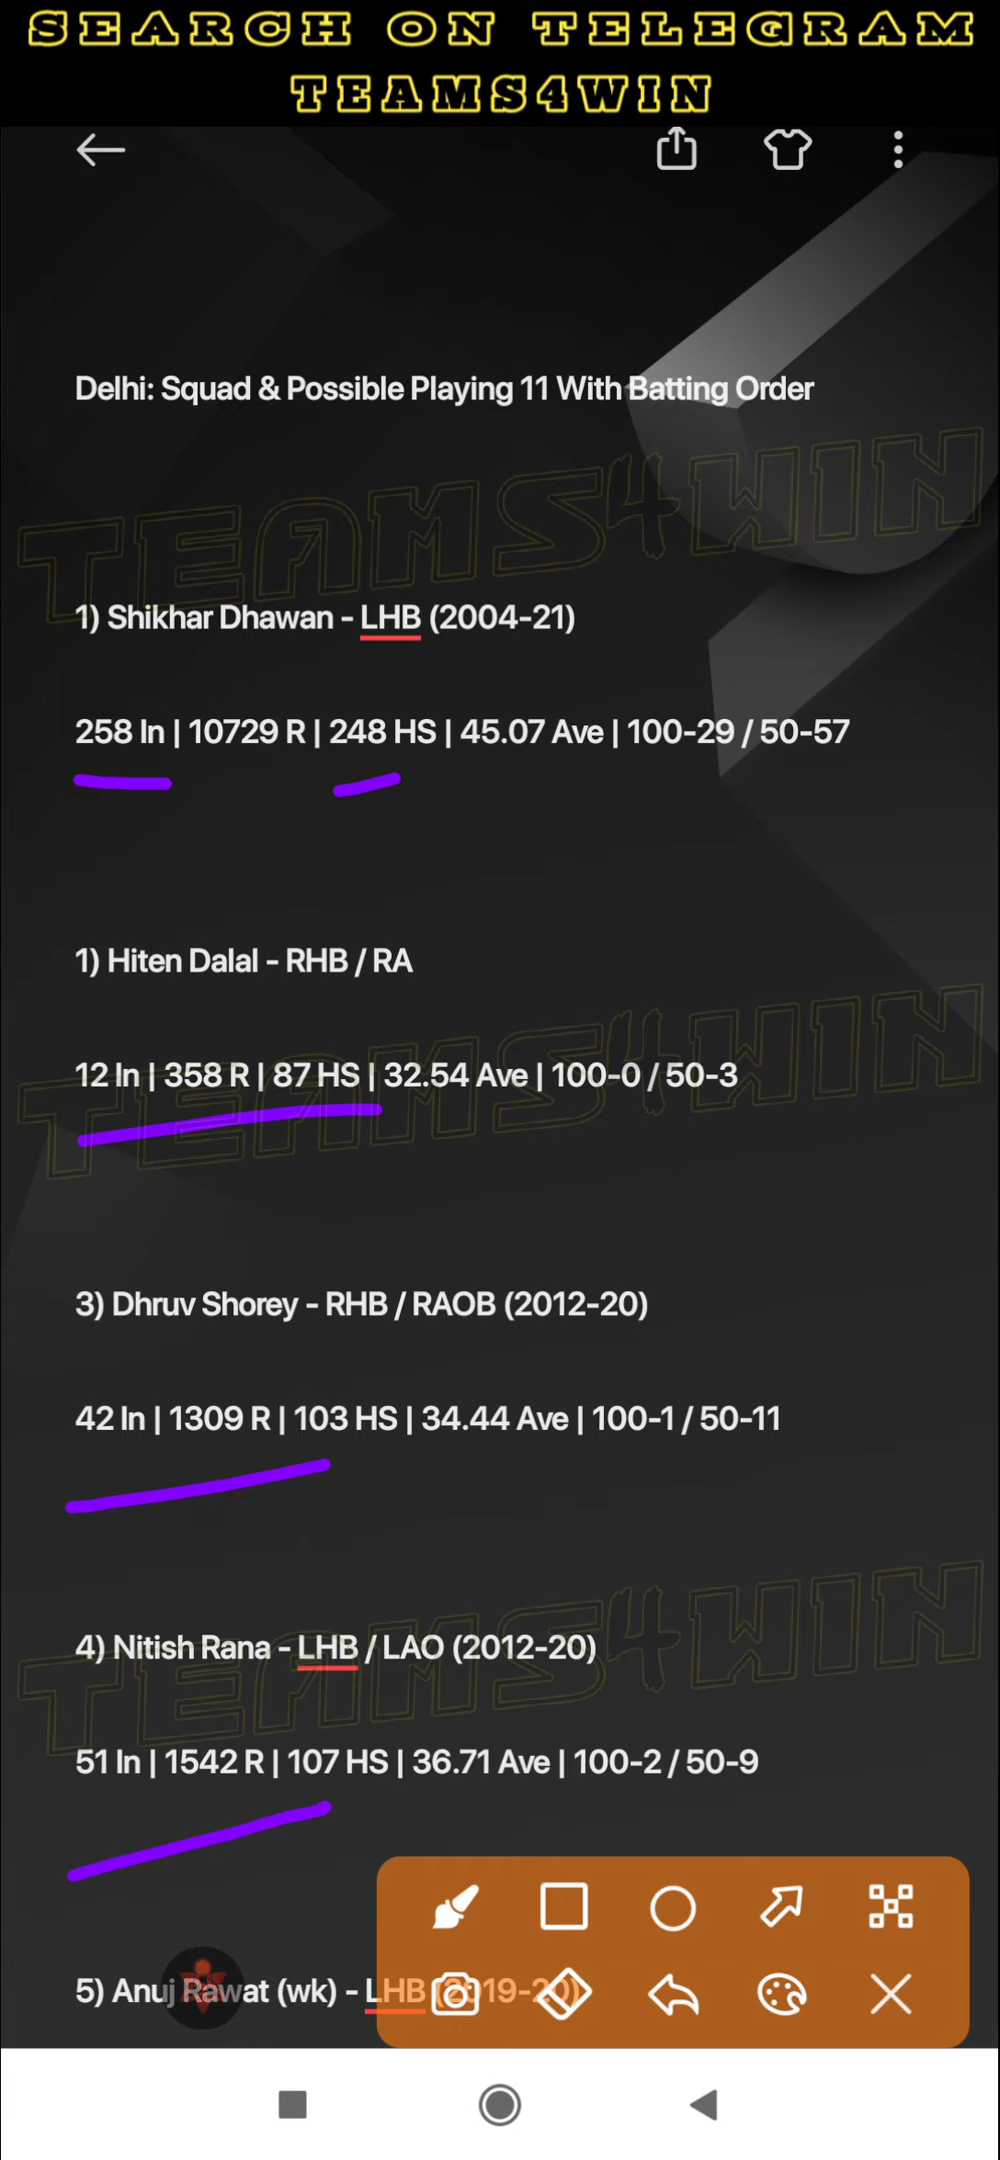 SEARCH ON TELEGRAM
TEAMS4WIN
Delhi: Squad & Possible Playing 11 With Batting Order
TEAMS4WIN
1) Shikhar Dhawan - LHB (2004-21)
258 In | 10729 R | 248 HS | 45.07 Ave | 100-29 / 50-57
1) Hiten Dalal - RHB / RA
TEAMS4WIN
12 In | 358 R | 87 HS | 32.54 Ave | 100-0 / 50-3
3) Dhruv Shorey - RHB / RAOB (2012-20)
42 In | 1309 R | 103 HS | 34.44 Ave | 100-1 / 50-11
TEAMS4WIN
4) Nitish Rana - LHB / LAO (2012-20)
51 In | 1542 R | 107 HS | 36.71 Ave | 100-2 / 50-9
5) Anuj Rawat (wk) - LHB (2019-20)